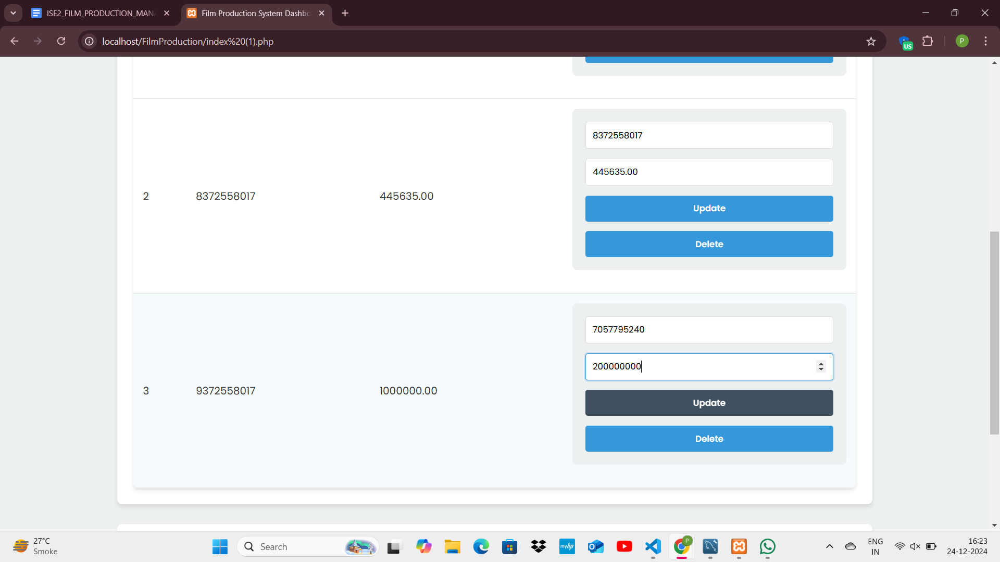 ISE2_FILM_PRODUCTION_MAN
Film Production System Dashbo
localhost/FilmProduction/index%20(1).php
US
P
8372558017
445635.00
2 8372558017 445635.00
Update
Delete
7057795240
200000000
3 9372558017 1000000.00
Update
Delete
27°C
Smoke
Search
myhp
P
ENG
IN
16:23
24-12-2024